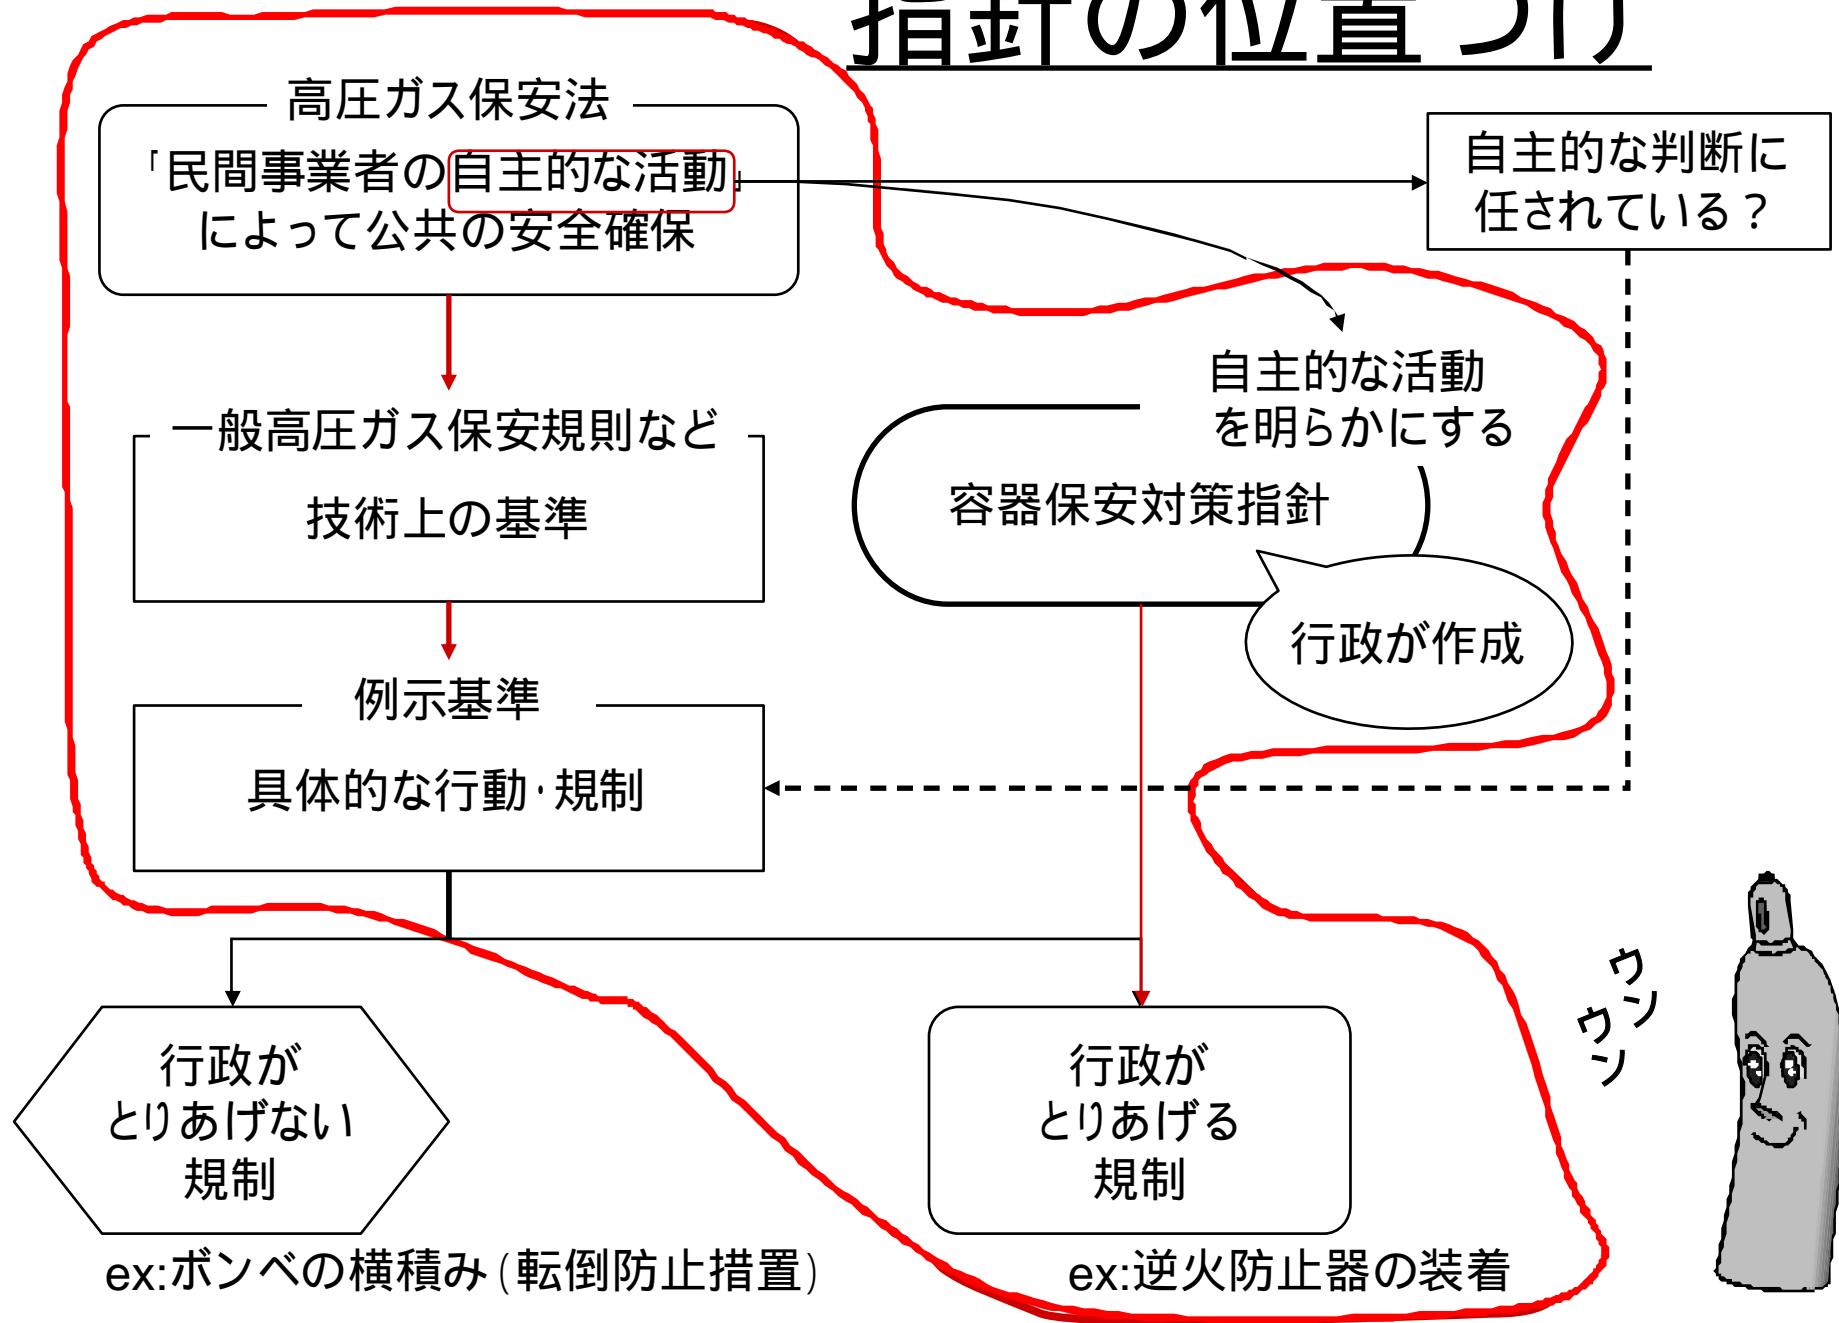 指針の位置づけ
高圧ガス保安法
「民間事業者の自主的な活動」
によって公共の安全確保
自主的な判断に
任されている？
自主的な活動
を明らかにする
一般高圧ガス保安規則など
技術上の基準
容器保安対策指針
行政が作成
例示基準
具体的な行動・規制
ウン
ウン
行政が
とりあげない
規制
行政が
とりあげる
規制
ex:ボンベの横積み（転倒防止措置）
ex:逆火防止器の装着